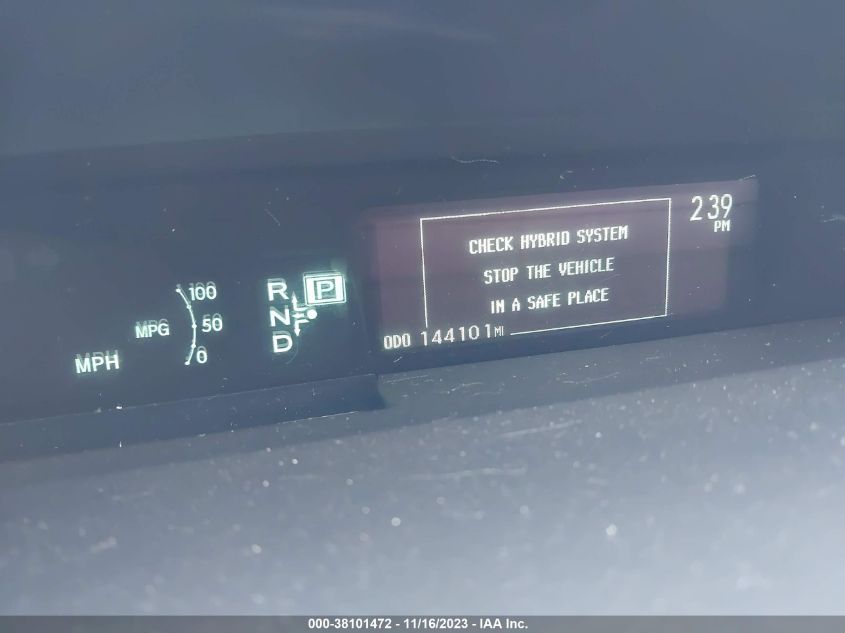 2 39
PM
CHECK HYBRID SYSTEM
STOP THE VEHICLE
IN A SAFE PLACE
ODO 144101 MI
R P
N
D
100
MPG 50
0
MPH
000-38101472 - 11/16/2023 - IAA Inc.